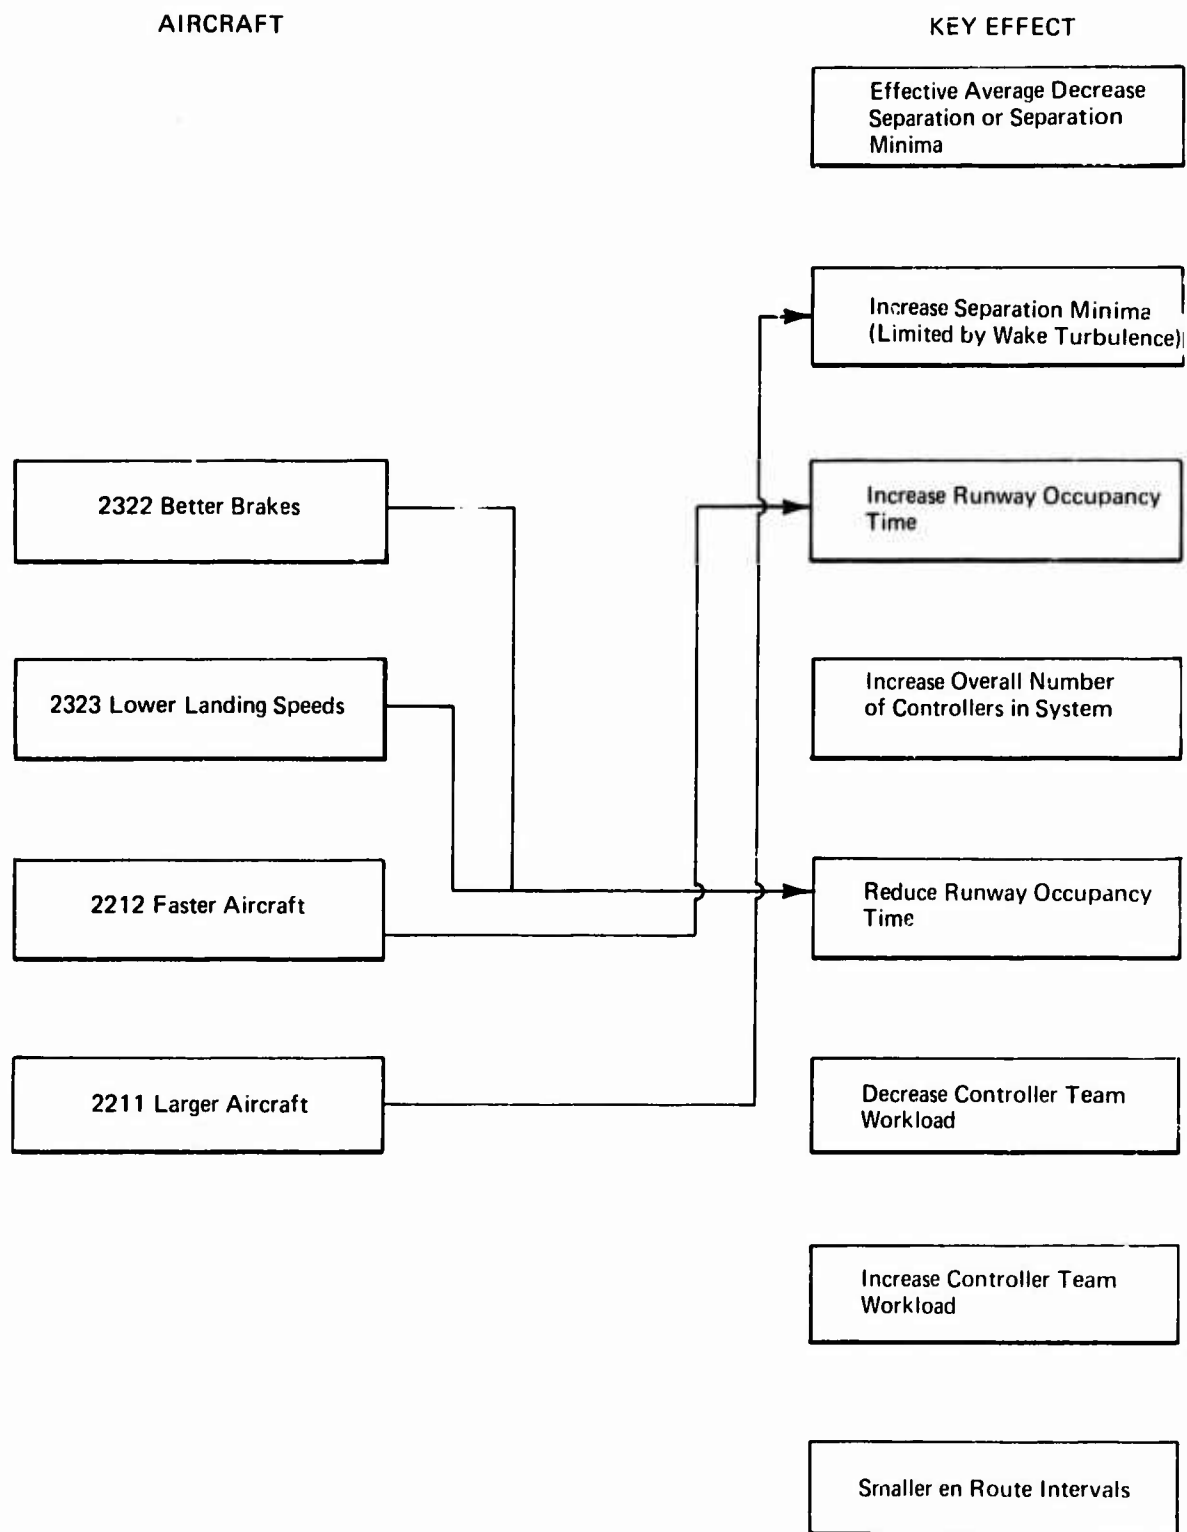 AIRCRAFT
KEY EFFECT
Effective Average Decrease
Separation or Separation
Minima
Increase Separation Minima
(Limited by Wake Turbulence)
2322 Better Brakes
Increase Runway Occupancy
Time
2323 Lower Landing Speeds
Increase Overall Number
of Controllers in System
2212 Faster Aircraft
Reduce Runway Occupancy
Time
2211 Larger Aircraft
Decrease Controller Team
Workload
Increase Controller Team
Workload
Smaller en Route Intervals